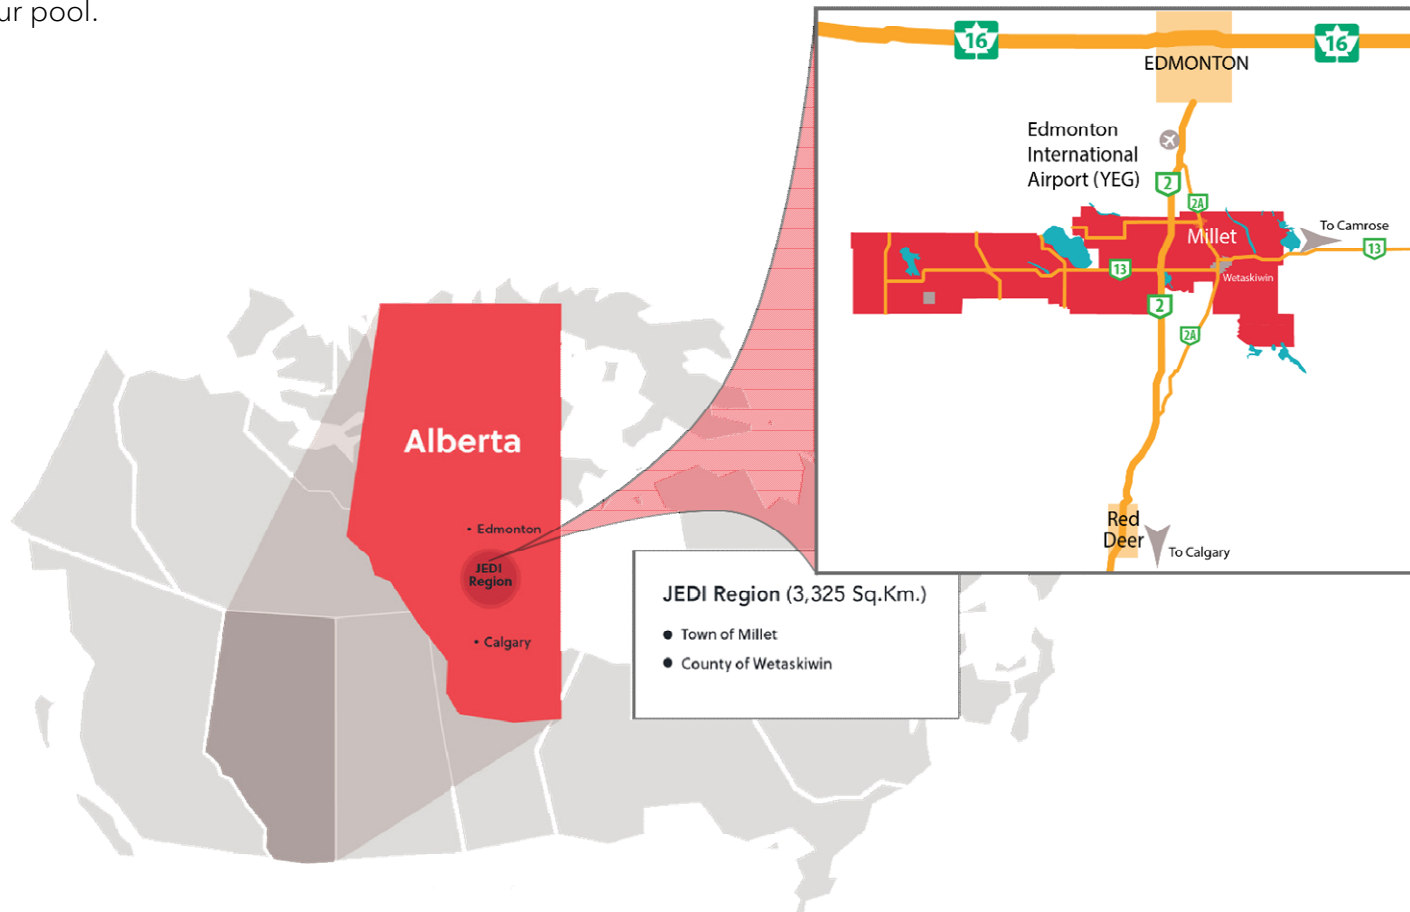 ur pool.
16
16
EDMONTON
Edmonton
International
Airport (YEG)
2
2A
To Camrose
Millet
13
13
Wetaskiwin
2
2A
Red
Deer
To Calgary
Alberta
• Edmonton
JEDI
Region
• Calgary
JEDI Region (3,325 Sq.Km.)
• Town of Millet
• County of Wetaskiwin